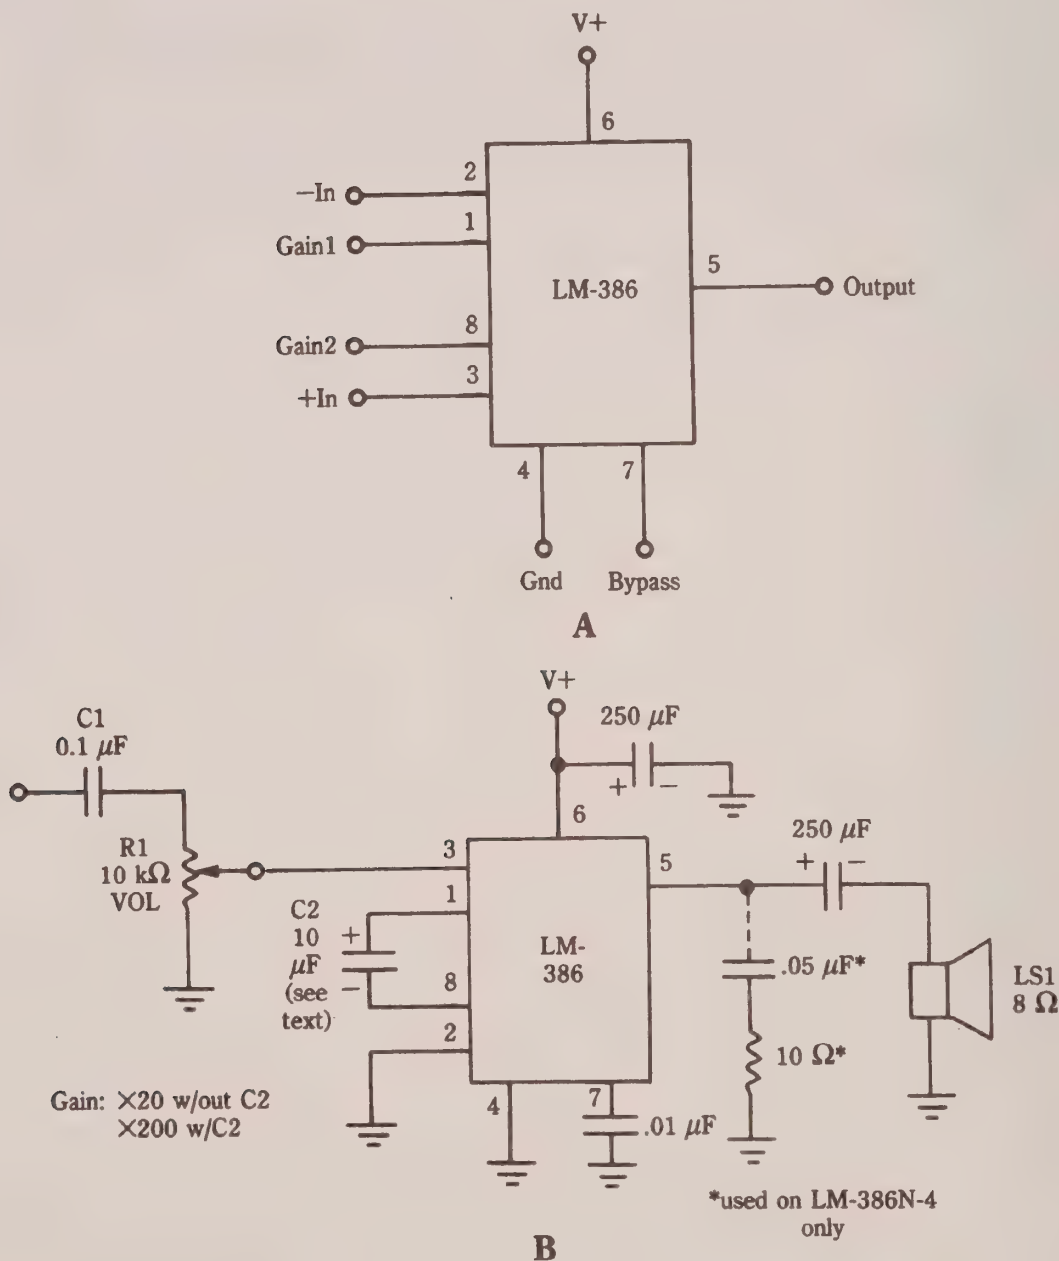 V+
6
2
−In
1
Gain1
LM-386
5
Output
8
Gain2
3
+In
4
7
Gnd
Bypass
A
V+
C1
0.1 μF
250 μF
+
−
6
R1
10 kΩ
VOL
3
1
5
250 μF
+
−
C2
10
μF
(see
text)
+
−
8
2
LM-
386
.05 μF*
LS1
8 Ω
10 Ω*
Gain: ×20 w/out C2
×200 w/C2
4
7
.01 μF
*used on LM-386N-4
only
B